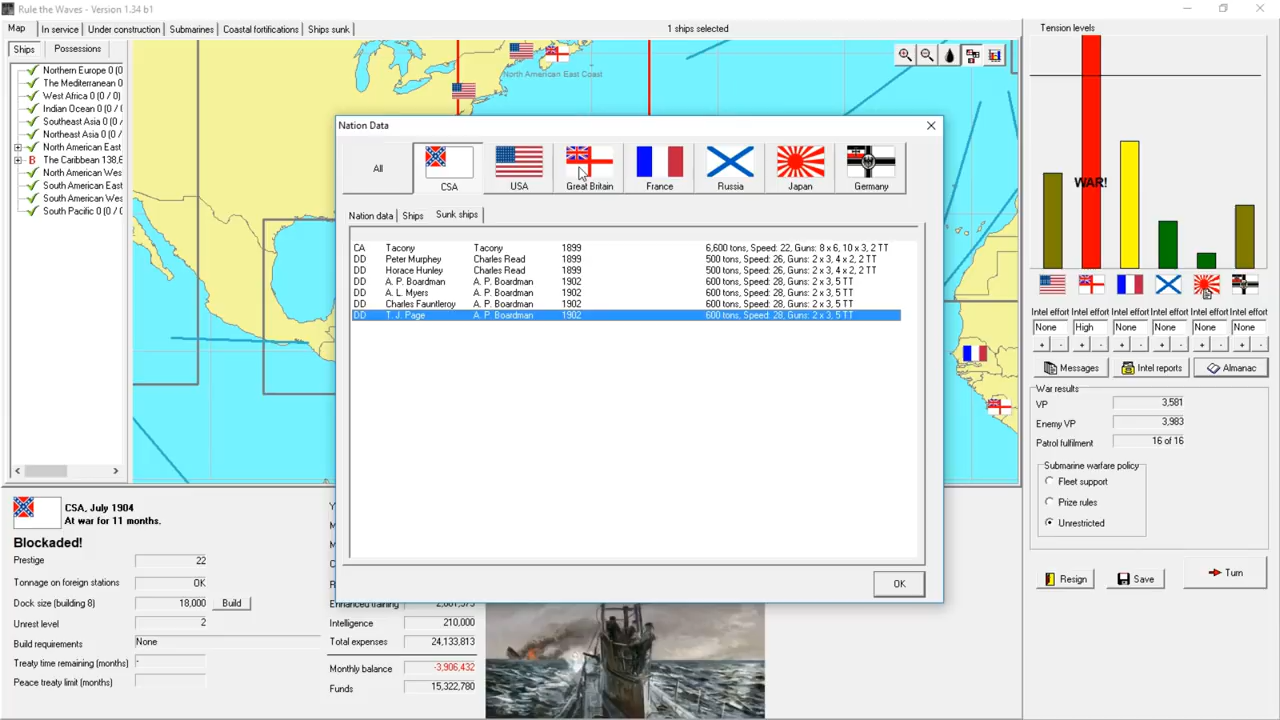 Rule the Waves - Version 1.34 b1
Map
In service
Under construction
Submarines
Coastal fortifications
Ships sunk
1 ships selected
Ships
Possessions
Northern Europe 0 (0
The Mediterranean 0
West Africa 0 (0 / 0)
Indian Ocean 0 (0 /
Southeast Asia 0 (0 /
Northeast Asia 0 (0 /
North American East
B The Caribbean 138,6
North American Wes
South American East
South American Wes
South Pacific 0 (0 /
North American East Coast
Nation Data
All
CSA
USA
Great Britain
France
Russia
Japan
Germany
Nation data
Ships
Sunk ships
CA Tacony Tacony 1899 6,600 tons, Speed: 22, Guns: 8 x 6, 10 x 3, 2 TT
DD Peter Murphey Charles Read 1899 500 tons, Speed: 26, Guns: 2 x 3, 4 x 2, 2 TT
DD Horace Hunley Charles Read 1899 500 tons, Speed: 26, Guns: 2 x 3, 4 x 2, 2 TT
DD A. P. Boardman A. P. Boardman 1902 600 tons, Speed: 28, Guns: 2 x 3, 5 TT
DD A. L. Myers A. P. Boardman 1902 600 tons, Speed: 28, Guns: 2 x 3, 5 TT
DD Charles Fauntleroy A. P. Boardman 1902 600 tons, Speed: 28, Guns: 2 x 3, 5 TT
DD T. J. Page A. P. Boardman 1902 600 tons, Speed: 28, Guns: 2 x 3, 5 TT
OK
Tension levels
WAR!
Intel effort Intel effort Intel effort Intel effort Intel effort Intel effort
None High None None None None
+ - + - + - + - + - + -
Messages
Intel reports
Almanac
War results
VP 3,581
Enemy VP 3,983
Patrol fulfilment 16 of 16
Submarine warfare policy
Fleet support
Prize rules
Unrestricted
Resign
Save
Turn
CSA, July 1904
At war for 11 months.
Blockaded!
Prestige 22
Tonnage on foreign stations OK
Dock size (building 8) 18,000 Build
Unrest level 2
Build requirements None
Treaty time remaining (months) -
Peace treaty limit (months)
Intelligence 210,000
Total expenses 24,133,813
Monthly balance -3,906,432
Funds 15,322,780